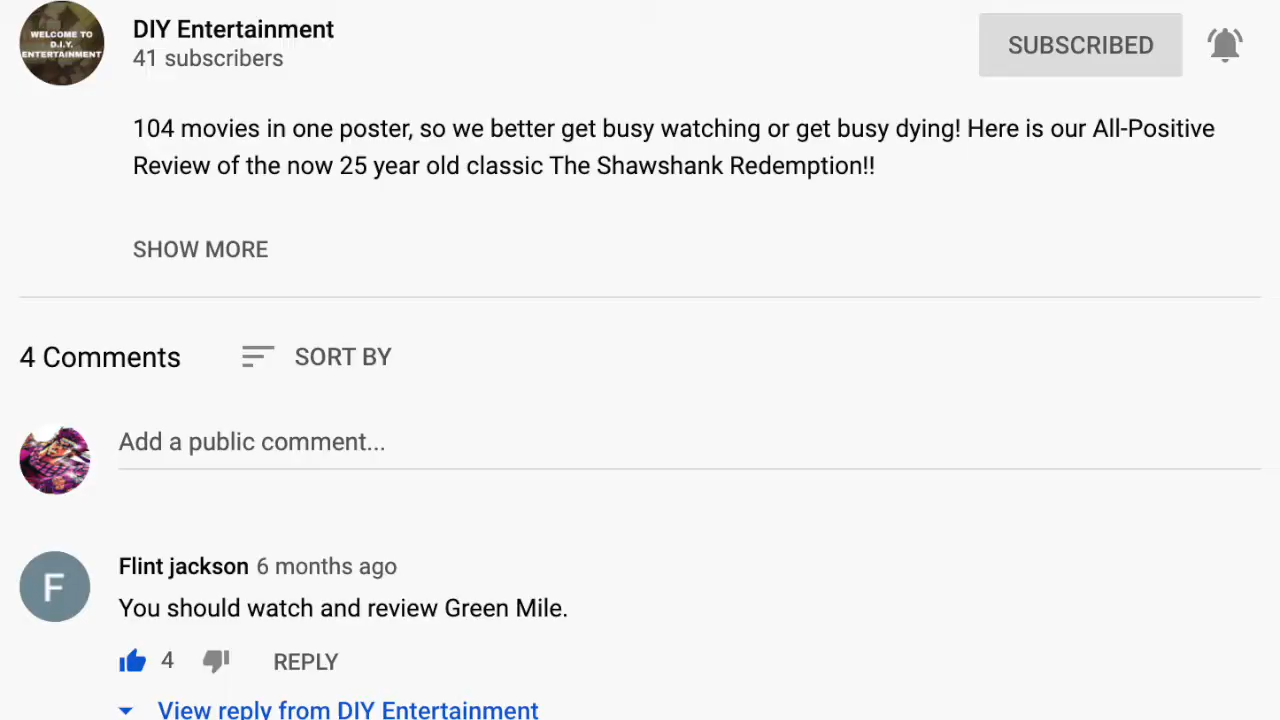 WELCOME TO
D.I.Y.
ENTERTAINMENT
DIY Entertainment
41 subscribers
SUBSCRIBED
104 movies in one poster, so we better get busy watching or get busy dying! Here is our All-Positive
Review of the now 25 year old classic The Shawshank Redemption!!
SHOW MORE
4 Comments
SORT BY
Add a public comment...
F
Flint jackson 6 months ago
You should watch and review Green Mile.
4
REPLY
View reply from DIY Entertainment